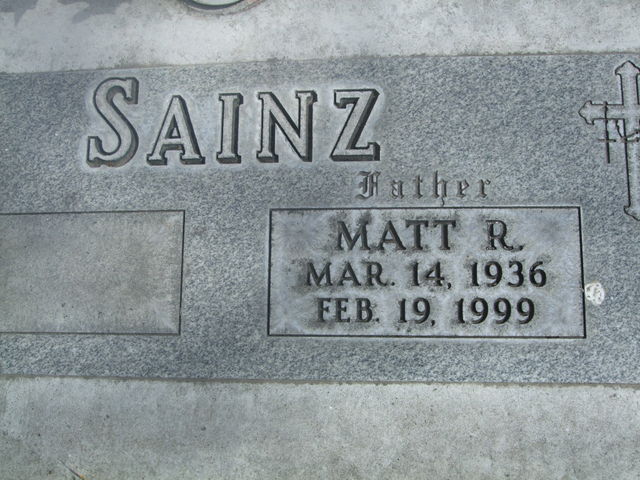 SAINZ
Father
MATT R.
MAR. 14, 1936
FEB. 19, 1999